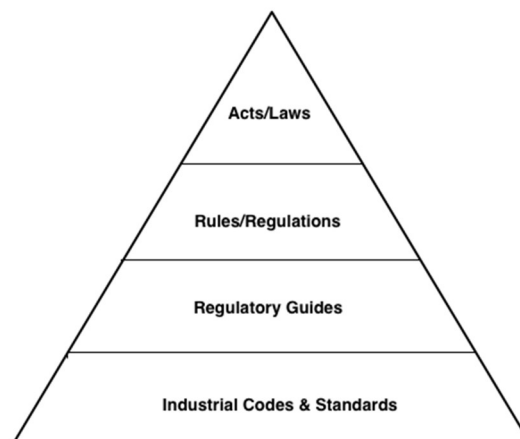 Acts/Laws
Rules/Regulations
Regulatory Guides
Industrial Codes & Standards